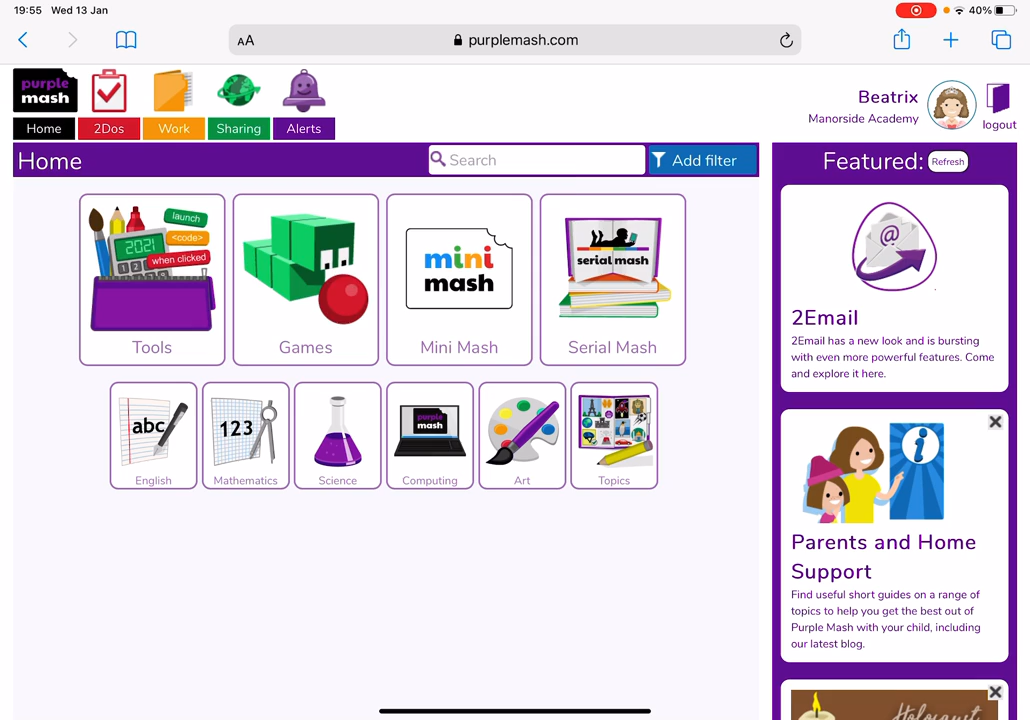 19:55 Wed 13 Jan
40%
AA
purplemash.com
purple
mash
Home
2Dos
Work
Sharing
Alerts
Beatrix
Manorside Academy
logout
Home
Search
Add filter
Featured:
Refresh
launch
2021
<code>
1 2
when clicked
Tools
Games
mini
mash
Mini Mash
serial mash
Serial Mash
abc
English
123
Mathematics
Science
purple
mash
Computing
Art
Topics
@
2Email
2Email has a new look and is bursting
with even more powerful features. Come
and explore it here.
i
Parents and Home
Support
Find useful short guides on a range of
topics to help you get the best out of
Purple Mash with your child, including
our latest blog.
Holocaust